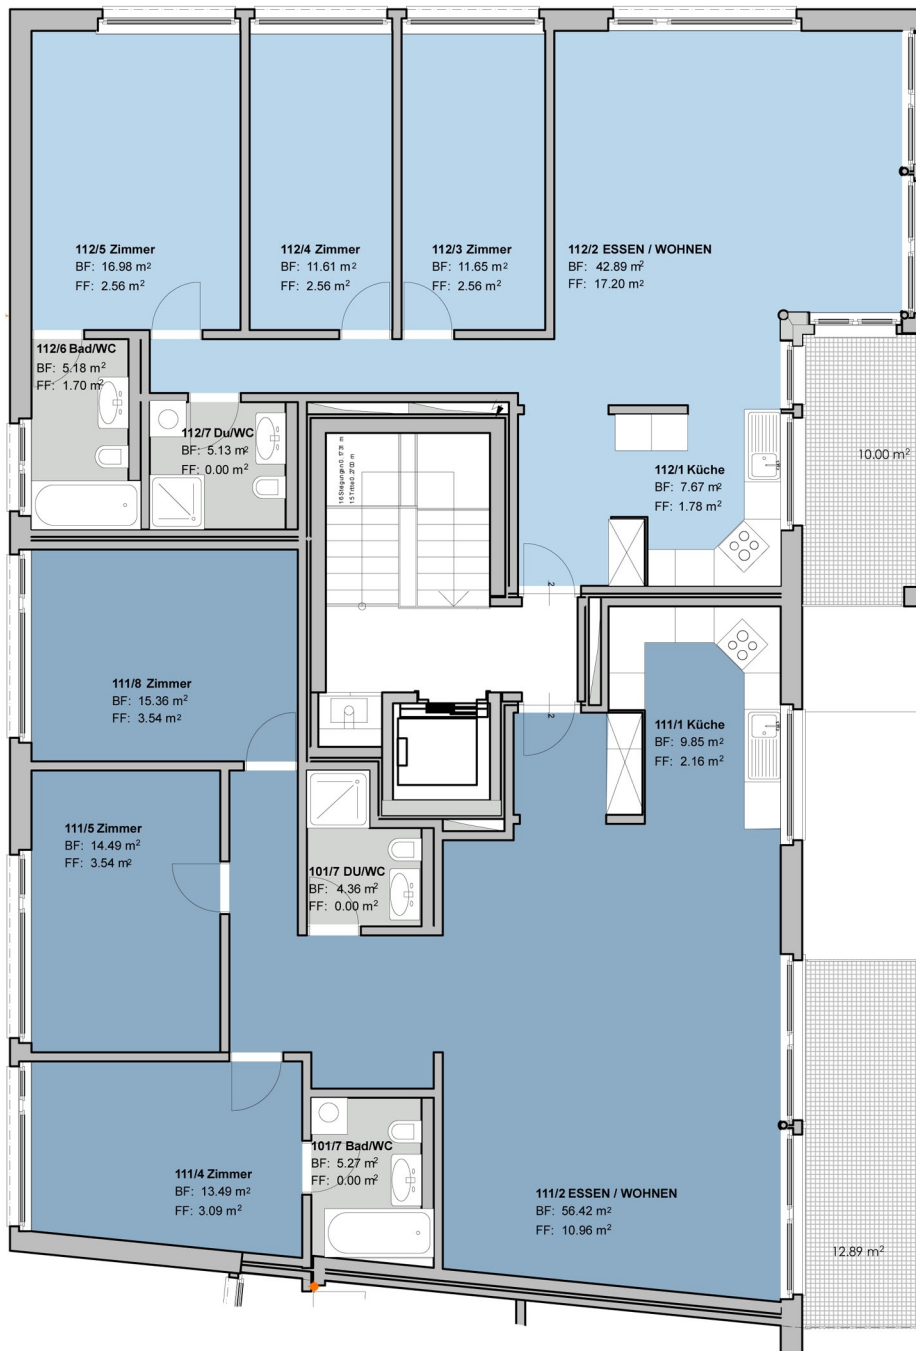 112/5 Zimmer
BF: 16.98 m²
FF: 2.56 m²
112/4 Zimmer
BF: 11.61 m²
FF: 2.56 m²
112/3 Zimmer
BF: 11.65 m²
FF: 2.56 m²
112/2 ESSEN / WOHNEN
BF: 42.89 m²
FF: 17.20 m²
112/6 Bad/WC
BF: 5.18 m²
FF: 1.70 m²
112/7 Du/WC
BF: 5.13 m²
FF: 0.00 m²
112/1 Küche
BF: 7.67 m²
FF: 1.78 m²
10.00 m²
2
2
111/8 Zimmer
BF: 15.36 m²
FF: 3.54 m²
111/1 Küche
BF: 9.85 m²
FF: 2.16 m²
111/5 Zimmer
BF: 14.49 m²
FF: 3.54 m²
101/7 DU/WC
BF: 4.36 m²
FF: 0.00 m²
111/4 Zimmer
BF: 13.49 m²
FF: 3.09 m²
101/7 Bad/WC
BF: 5.27 m²
FF: 0.00 m²
111/2 ESSEN / WOHNEN
BF: 56.42 m²
FF: 10.96 m²
12.89 m²